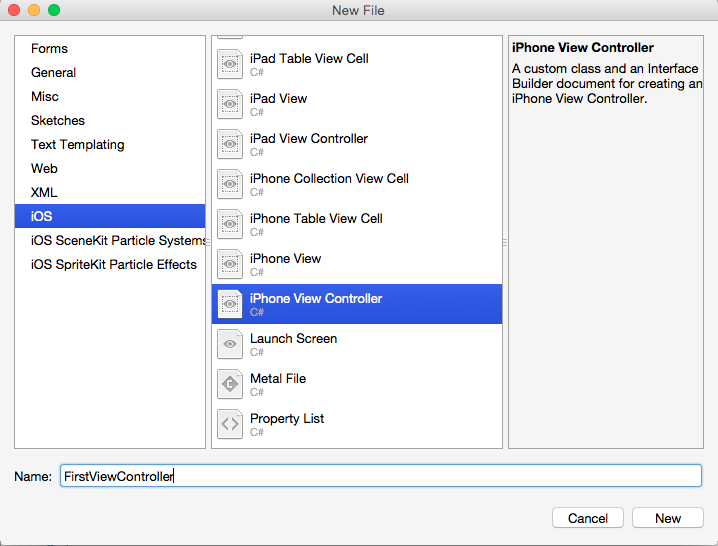 New File
Forms
General
Misc
Sketches
Text Templating
Web
XML
iOS
iOS SceneKit Particle Systems
iOS SpriteKit Particle Effects
iPad Table View Cell
C#
iPad View
C#
iPad View Controller
C#
iPhone Collection View Cell
C#
iPhone Table View Cell
C#
iPhone View
C#
iPhone View Controller
C#
Launch Screen
C#
Metal File
C#
Property List
C#
iPhone View Controller
A custom class and an Interface
Builder document for creating an
iPhone View Controller.
Name: FirstViewController
Cancel New